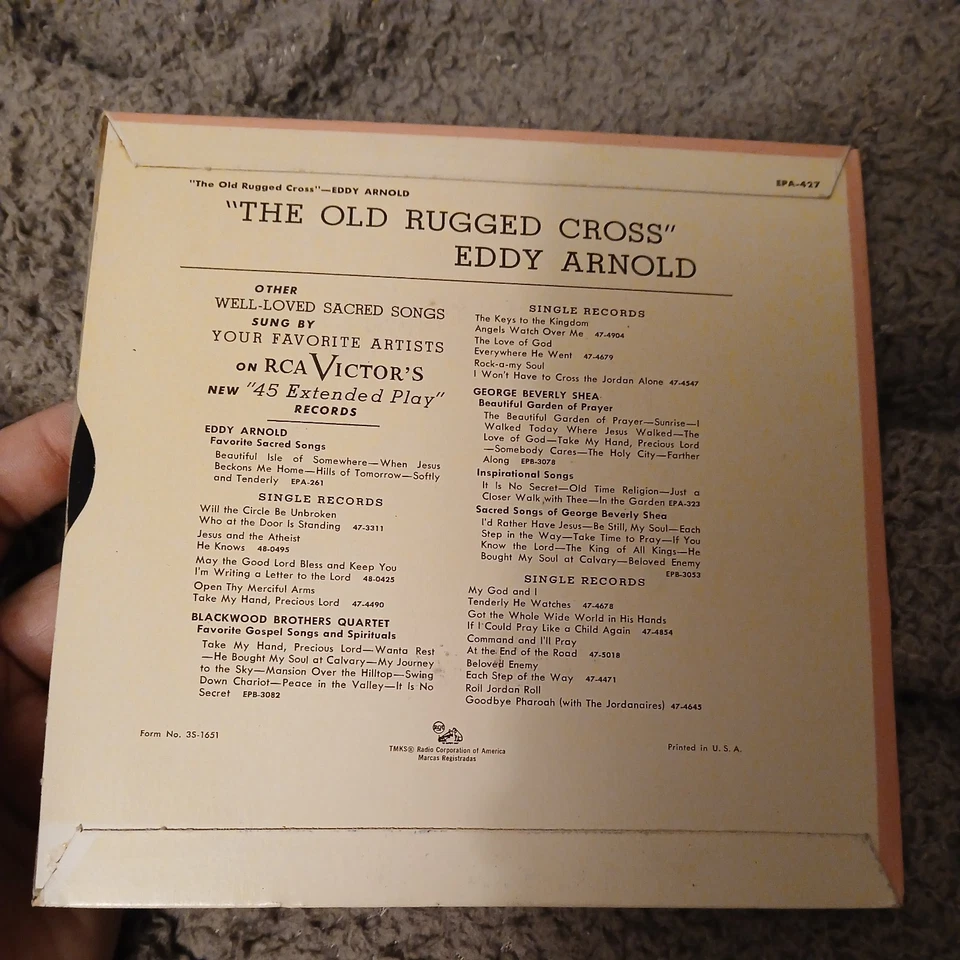 "The Old Rugged Cross"—EDDY ARNOLD
EPA-427
"THE OLD RUGGED CROSS"
EDDY ARNOLD
OTHER
WELL-LOVED SACRED SONGS
SUNG BY
YOUR FAVORITE ARTISTS
ON RCA VICTOR'S
NEW "45 Extended Play"
RECORDS
EDDY ARNOLD
Favorite Sacred Songs
Beautiful Isle of Somewhere—When Jesus
Beckons Me Home—Hills of Tomorrow—Softly
and Tenderly EPA-261
SINGLE RECORDS
Will the Circle Be Unbroken
Who at the Door Is Standing 47-3311
Jesus and the Atheist
He Knows 48-0495
May the Good Lord Bless and Keep You
I'm Writing a Letter to the Lord 48-0425
Open Thy Merciful Arms
Take My Hand, Precious Lord 47-4490
BLACKWOOD BROTHERS QUARTET
Favorite Gospel Songs and Spirituals
Take My Hand, Precious Lord—Wanta Rest
—He Bought My Soul at Calvary—My Journey
to the Sky—Mansion Over the Hilltop—Swing
Down Chariot—Peace in the Valley—It Is No
Secret EPB-3082
SINGLE RECORDS
The Keys to the Kingdom
Angels Watch Over Me 47-4904
The Love of God
Everywhere He Went 47-4679
Rock-a-my Soul
I Won't Have to Cross the Jordan Alone 47-4547
GEORGE BEVERLY SHEA
Beautiful Garden of Prayer
The Beautiful Garden of Prayer—Sunrise—I
Walked Today Where Jesus Walked—The
Love of God—Take My Hand, Precious Lord
—Somebody Cares—The Holy City—Farther
Along EPB-3078
Inspirational Songs
It Is No Secret—Old Time Religion—Just a
Closer Walk with Thee—In the Garden EPA-323
Sacred Songs of George Beverly Shea
I'd Rather Have Jesus—Be Still, My Soul—Each
Step in the Way—Take Time to Pray—If You
Know the Lord—The King of All Kings—He
Bought My Soul at Calvary—Beloved Enemy
EPB-3053
SINGLE RECORDS
My God and I
Tenderly He Watches 47-4678
Got the Whole Wide World in His Hands
If I Could Pray Like a Child Again 47-4854
Command and I'll Pray
At the End of the Road 47-5018
Beloved Enemy
Each Step of the Way 47-4471
Roll Jordan Roll
Goodbye Pharoah (with The Jordanaires) 47-4645
Form No. 3S-1651
RCA
TMKS® Radio Corporation of America
Marcas Registradas
Printed in U. S. A.